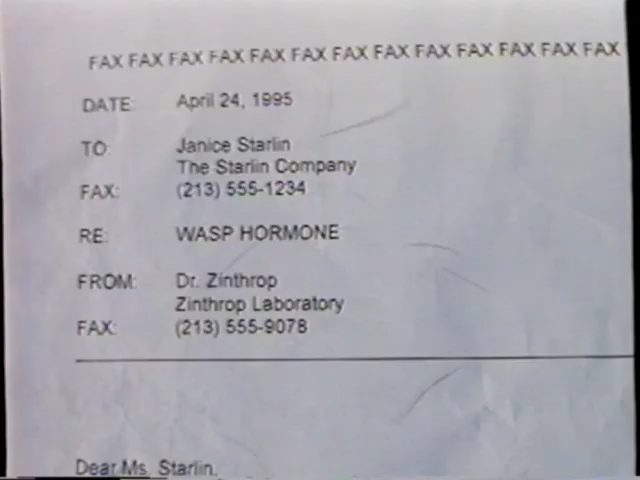 FAX FAX FAX FAX FAX FAX FAX FAX FAX FAX FAX FAX FAX
DATE: April 24, 1995
TO: Janice Starlin
The Starlin Company
FAX: (213) 555-1234
RE: WASP HORMONE
FROM: Dr. Zinthrop
Zinthrop Laboratory
FAX: (213) 555-9078
Dear Ms. Starlin,